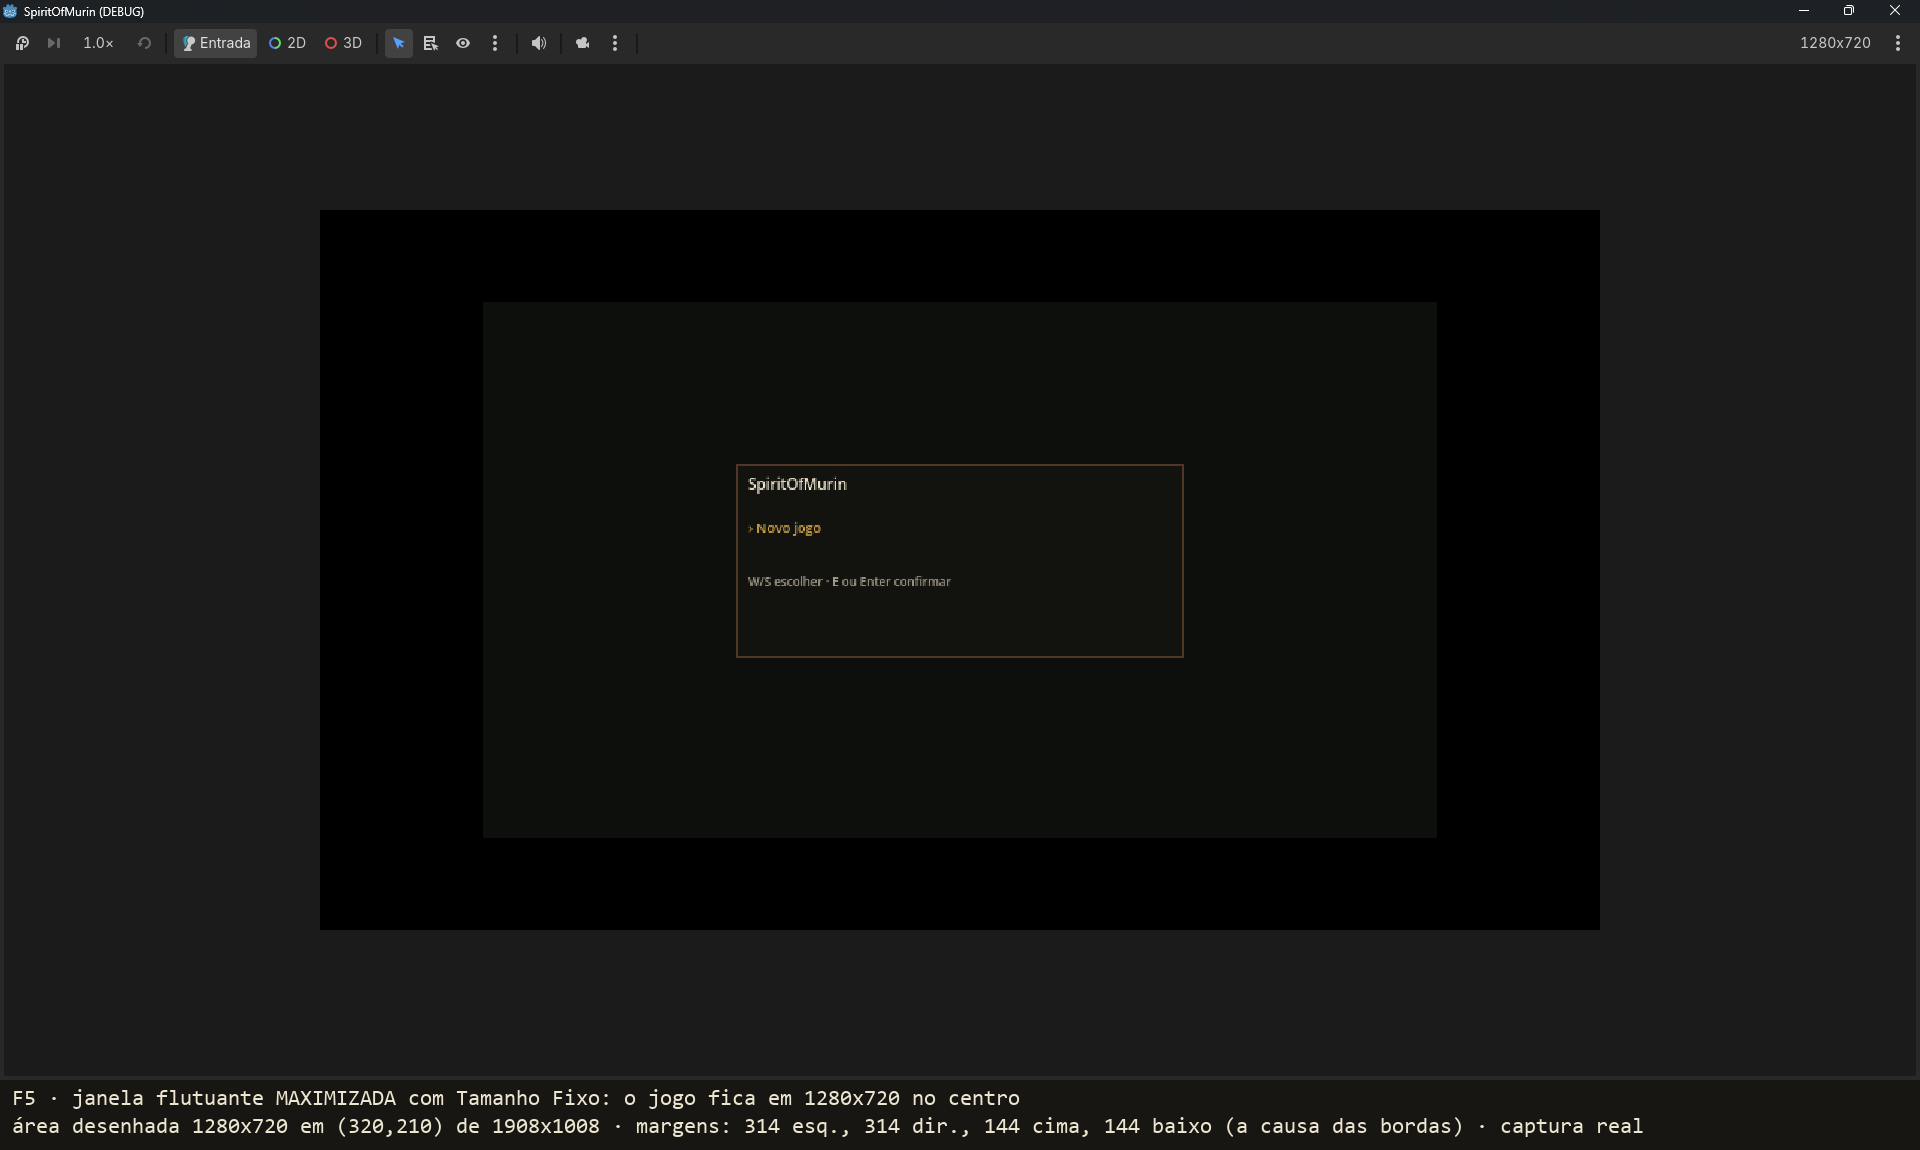 SpiritOfMurin (DEBUG)
1.0× Entrada 2D 3D 1280x720
SpiritOfMurin
› Novo jogo
W/S escolher · E ou Enter confirmar
F5 · janela flutuante MAXIMIZADA com Tamanho Fixo: o jogo fica em 1280x720 no centro
área desenhada 1280x720 em (320,210) de 1908x1008 · margens: 314 esq., 314 dir., 144 cima, 144 baixo (a causa das bordas) · captura real